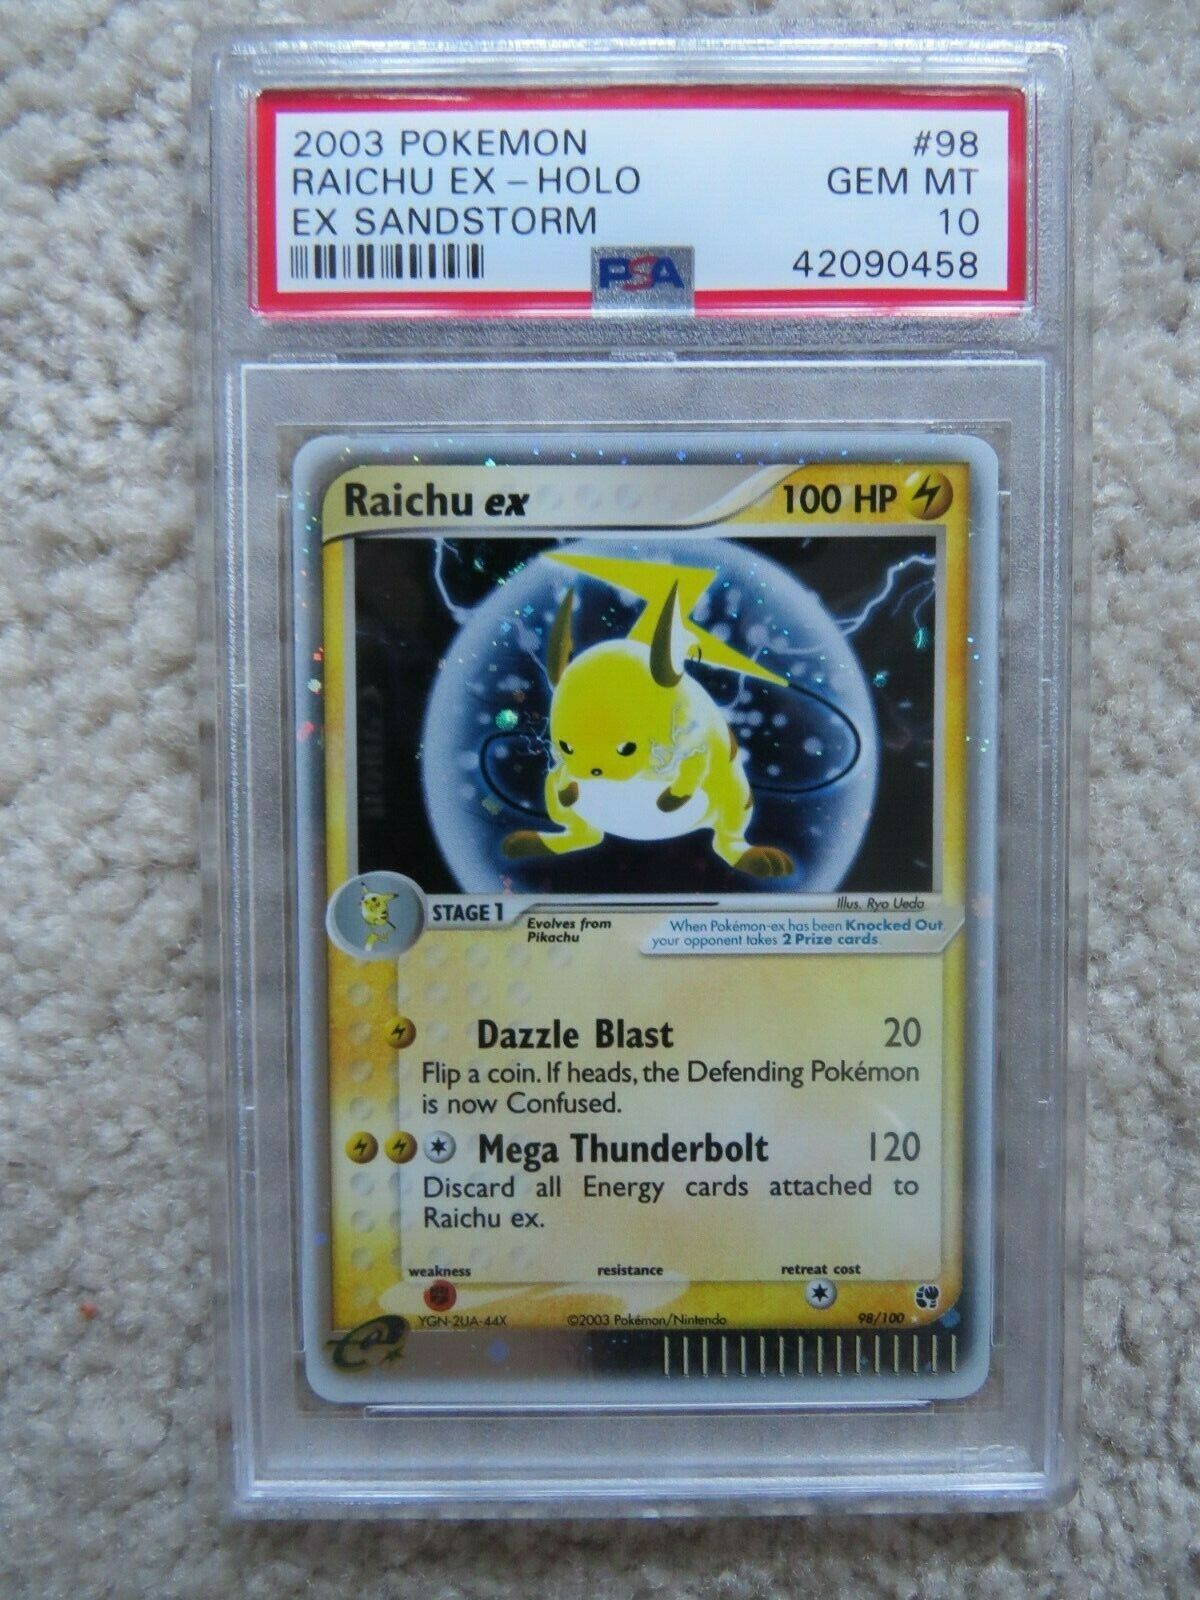 2003 POKEMON #98
RAICHU EX - HOLO GEM MT
EX SANDSTORM 10
PSA 42090458
Raichu ex 100 HP
Illus. Ryo Ueda
STAGE 1
Evolves from
Pikachu
When Pokémon-ex has been Knocked Out,
your opponent takes 2 Prize cards.
Dazzle Blast 20
Flip a coin. If heads, the Defending Pokémon
is now Confused.
Mega Thunderbolt 120
Discard all Energy cards attached to
Raichu ex.
weakness resistance retreat cost
YGN-2UA-44X ©2003 Pokémon/Nintendo 98/100